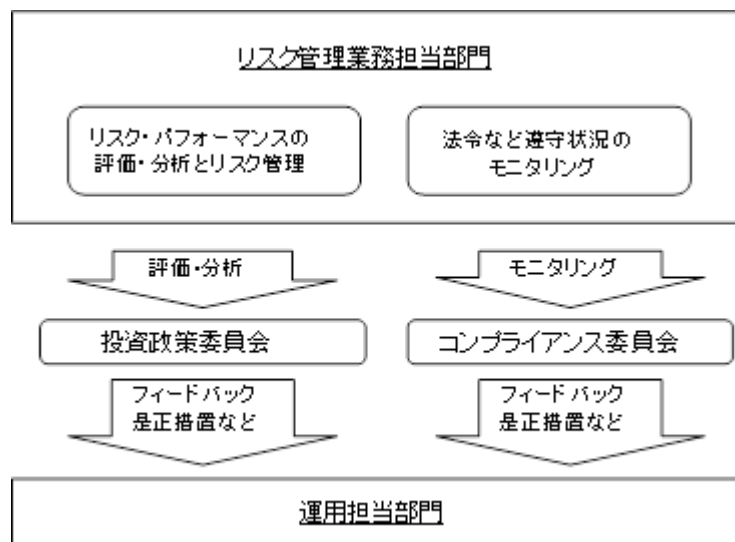 リスク管理業務担当部門
リスク・パフォーマンスの
評価・分析とリスク管理
法令など遵守状況の
モニタリング
評価・分析
モニタリング
投資政策委員会
コンプライアンス委員会
フィードバック
是正措置など
フィードバック
是正措置など
運用担当部門